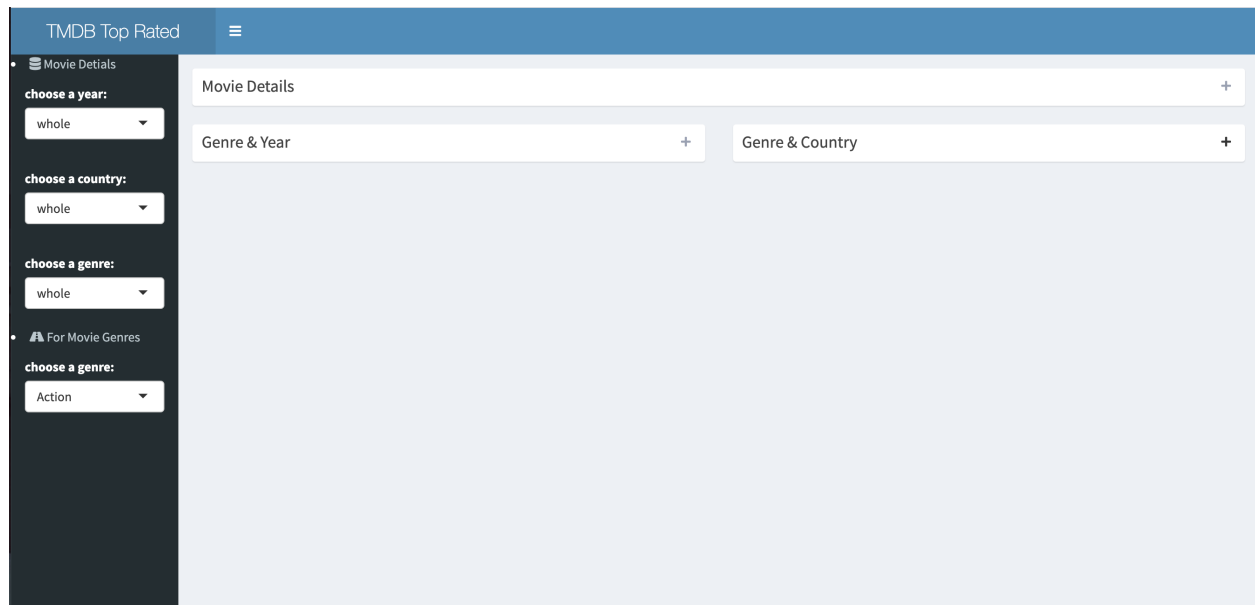 TMDB Top Rated
Movie Detials
choose a year:
whole
choose a country:
whole
choose a genre:
whole
For Movie Genres
choose a genre:
Action
Movie Details
Genre & Year
Genre & Country